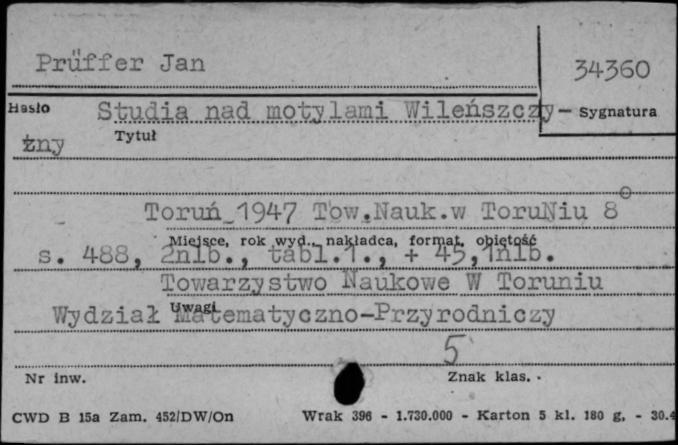 Prüffer Jan
34360
Hasło Studia nad motylami Wileńszczy- Sygnatura
żny Tytuł
Toruń 1947 Tow.Nauk.w ToruNiu 8°
Miejsce, rok wyd., nakładca, format, objętość
s. 488, 2nlb., tabl.1., + 45,1nlb.
Towarzystwo Naukowe W Toruniu
Uwagi
Wydział Matematyczno-Przyrodniczy
5
Nr inw. Znak klas.
CWD B 15a Zam. 452/DW/On Wrak 396 - 1.730.000 - Karton 5 kl. 180 g, - 30.4